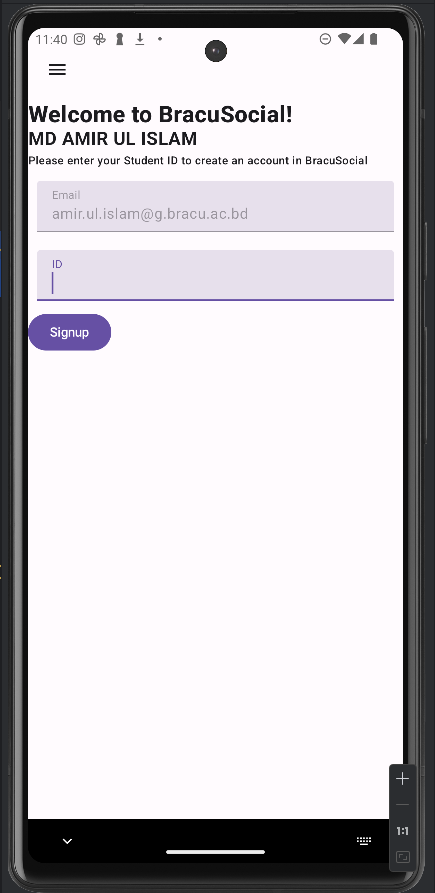 11:40
Welcome to BracuSocial!
MD AMIR UL ISLAM
Please enter your Student ID to create an account in BracuSocial
Email
amir.ul.islam@g.bracu.ac.bd
ID
Signup
1:1